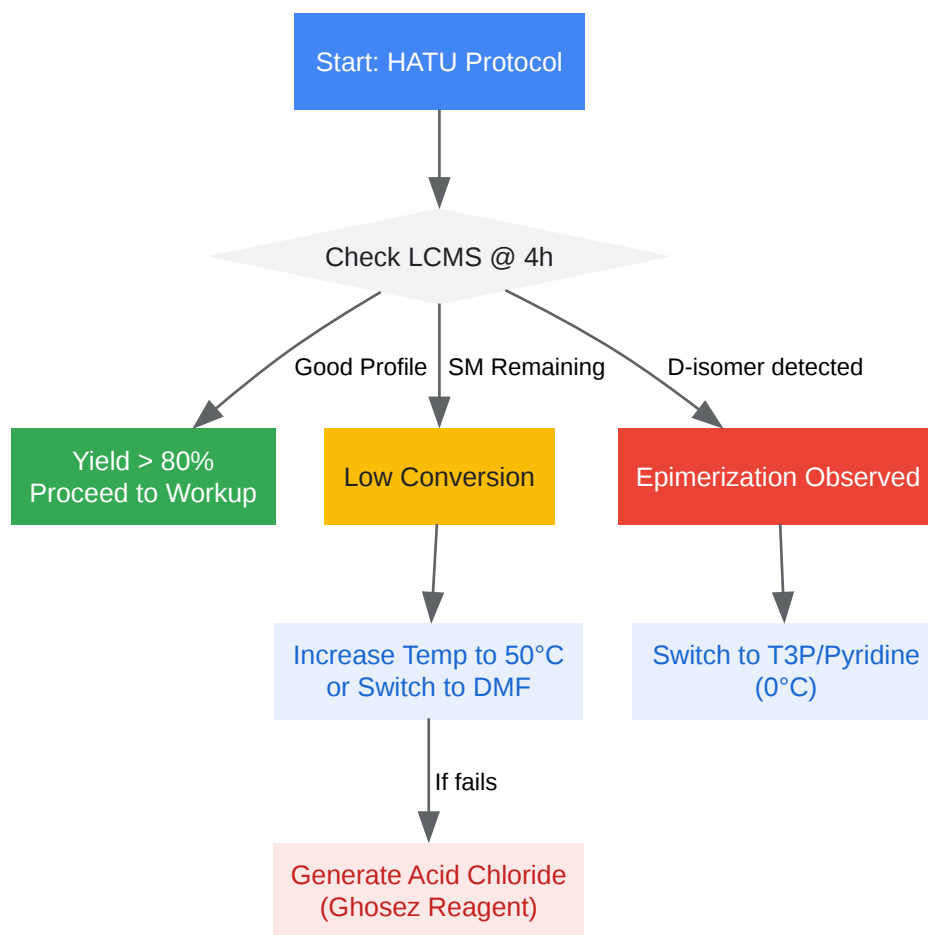 Start: HATU Protocol
Check LCMS @ 4h
Good Profile
SM Remaining
D-isomer detected
Yield > 80%
Proceed to Workup
Low Conversion
Epimerization Observed
Increase Temp to 50°C
or Switch to DMF
Switch to T3P/Pyridine
(0°C)
If fails
Generate Acid Chloride
(Ghosez Reagent)